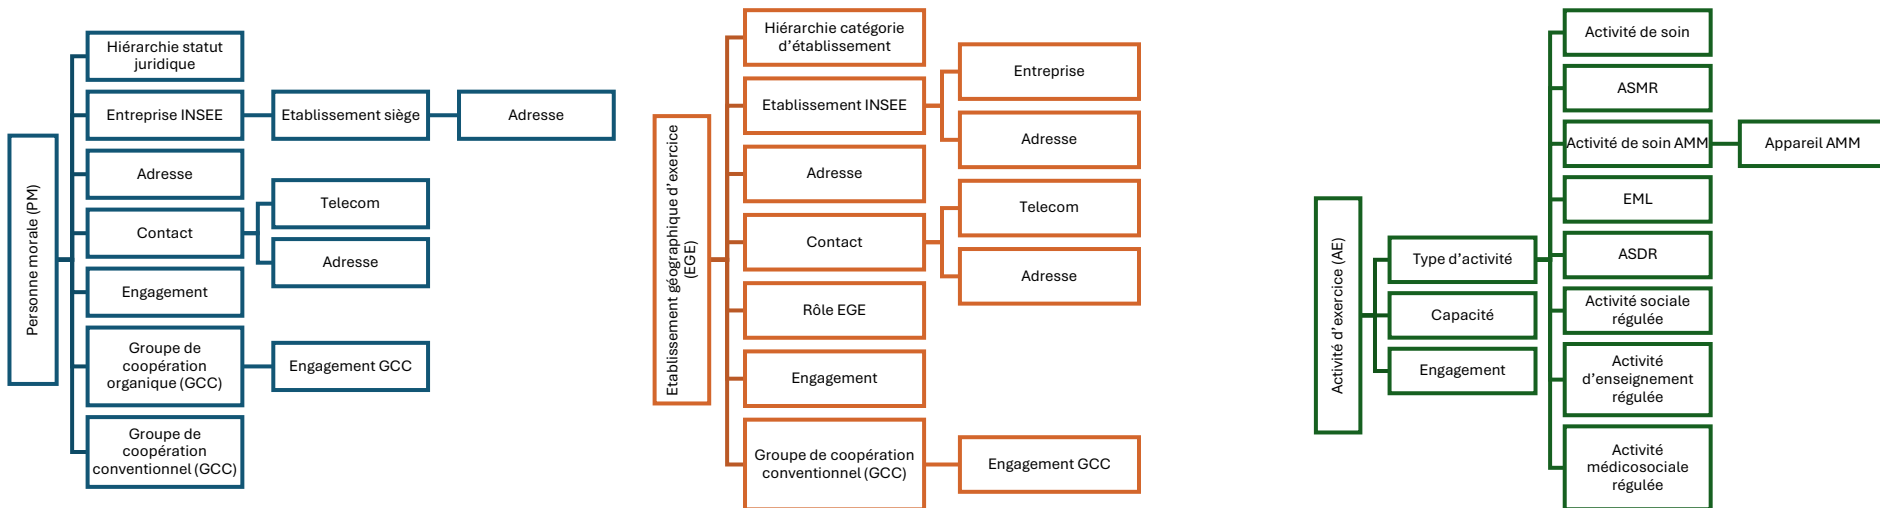 Personne morale (PM)
Hiérarchie statut
juridique
Entreprise INSEE
Etablissement siège
Adresse
Adresse
Contact
Telecom
Adresse
Engagement
Groupe de
coopération
organique (GCC)
Engagement GCC
Groupe de
coopération
conventionnel (GCC)
Etablissement géographique d'exercice
(EGE)
Hiérarchie catégorie
d'établissement
Etablissement INSEE
Entreprise
Adresse
Adresse
Contact
Telecom
Adresse
Rôle EGE
Engagement
Groupe de coopération
conventionnel (GCC)
Engagement GCC
Activité d'exercice (AE)
Type d'activité
Activité de soin
ASMR
Activité de soin AMM
Appareil AMM
EML
ASDR
Activité sociale
régulée
Activité
d'enseignement
régulée
Activité
médicosociale
régulée
Capacité
Engagement